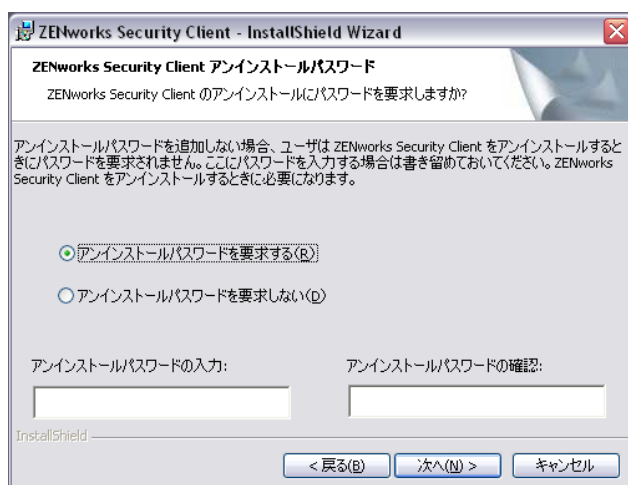 ZENworks Security Client - InstallShield Wizard
ZENworks Security Client アンインストールパスワード
ZENworks Security Client のアンインストールにパスワードを要求しますか?
アンインストールパスワードを追加しない場合、ユーザは ZENworks Security Client をアンインストールすると
きにパスワードを要求されません。ここにパスワードを入力する場合は書き留めておいてください。ZENworks
Security Client をアンインストールするときに必要になります。
アンインストールパスワードを要求する(R)
アンインストールパスワードを要求しない(D)
アンインストールパスワードの入力: アンインストールパスワードの確認:
InstallShield
< 戻る(B) 次へ(N) > キャンセル